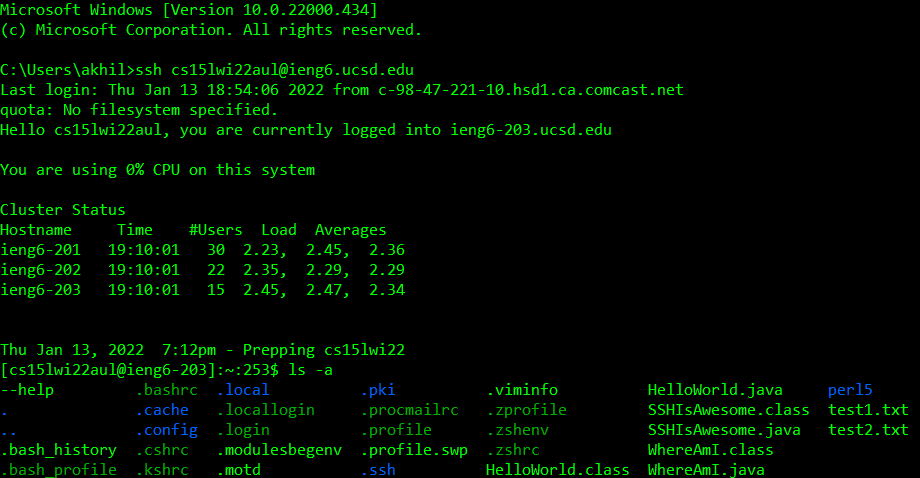 Microsoft Windows [Version 10.0.22000.434]
(c) Microsoft Corporation. All rights reserved.
C:\Users\akhil>ssh cs15lwi22aul@ieng6.ucsd.edu
Last login: Thu Jan 13 18:54:06 2022 from c-98-47-221-10.hsd1.ca.comcast.net
quota: No filesystem specified.
Hello cs15lwi22aul, you are currently logged into ieng6-203.ucsd.edu
You are using 0% CPU on this system
Cluster Status
Hostname     Time    #Users  Load  Averages
ieng6-201   19:10:01   30  2.23,  2.45,  2.36
ieng6-202   19:10:01   22  2.35,  2.29,  2.29
ieng6-203   19:10:01   15  2.45,  2.47,  2.34
Thu Jan 13, 2022  7:12pm - Prepping cs15lwi22
[cs15lwi22aul@ieng6-203]:~:253$ ls -a
--help         .bashrc  .local         .pki          .viminfo          HelloWorld.java     perl5
.              .cache   .locallogin    .procmailrc   .zprofile         SSHIsAwesome.class  test1.txt
..             .config  .login         .profile      .zshenv           SSHIsAwesome.java   test2.txt
.bash_history  .cshrc   .modulesbegenv  .profile.swp  .zshrc            WhereAmI.class
.bash_profile  .kshrc   .motd          .ssh          HelloWorld.class  WhereAmI.java